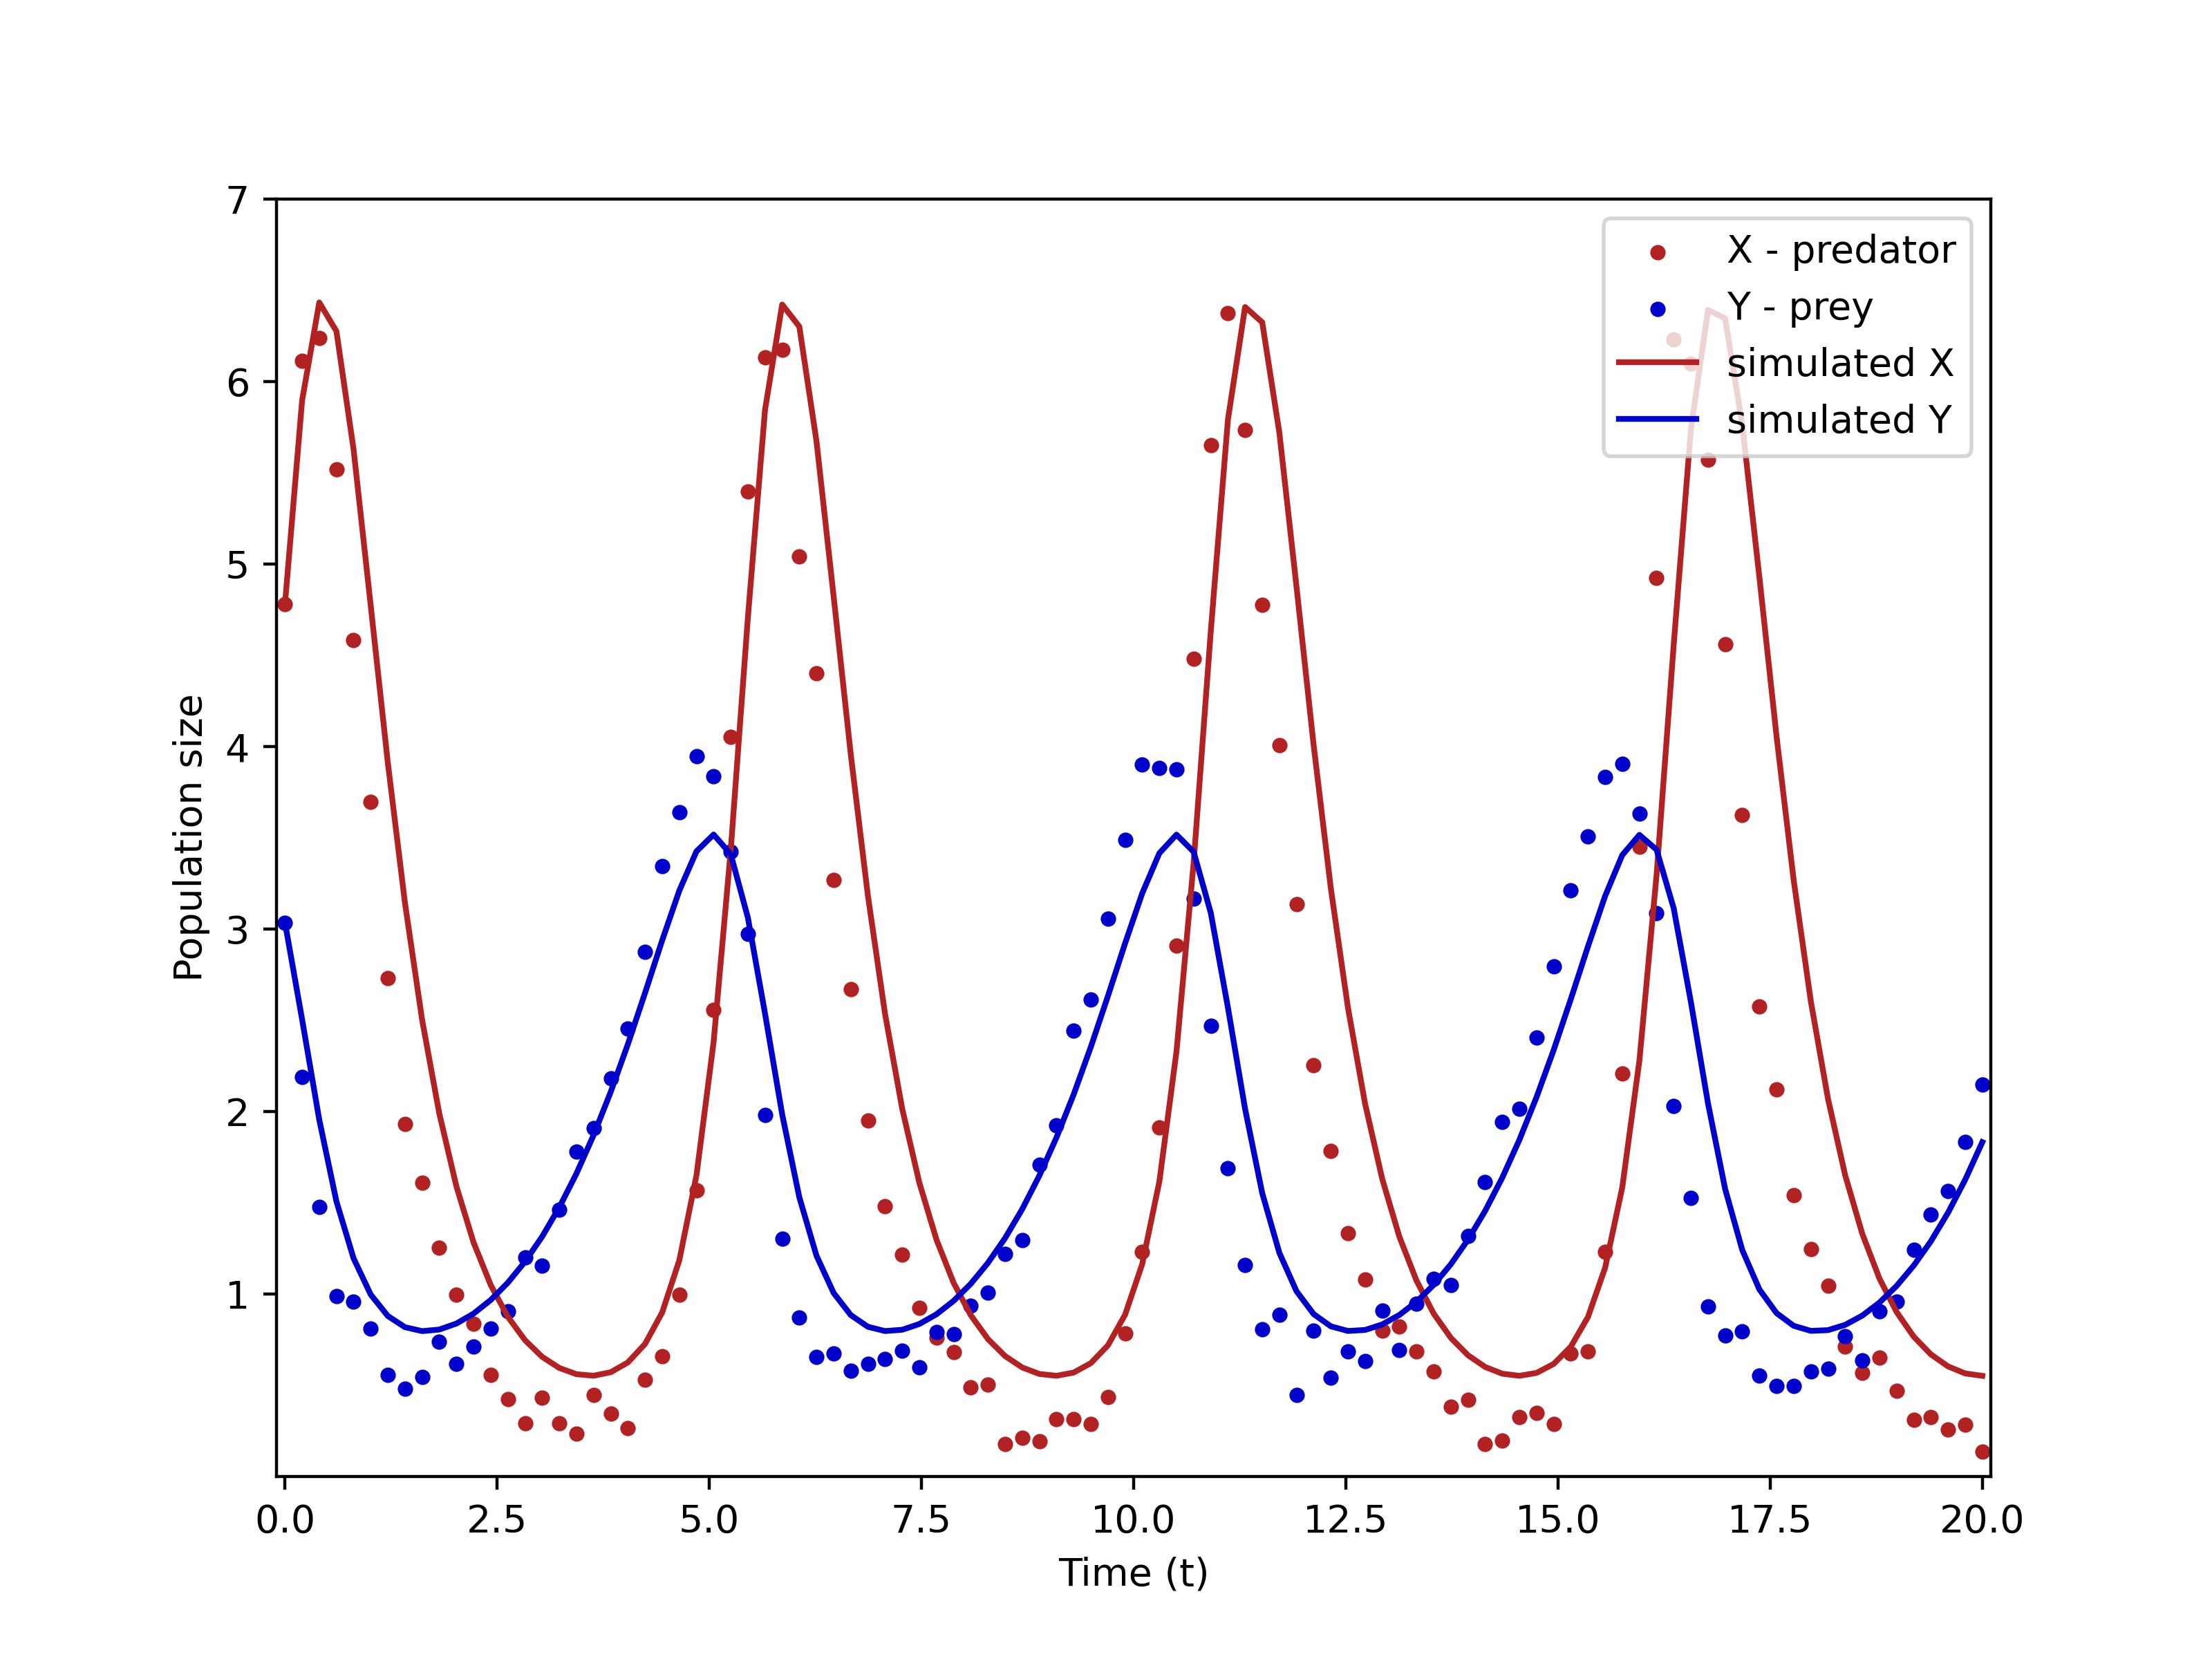 7
6
5
4
3
2
1
Population size
X - predator
Y - prey
simulated X
simulated Y
0.0 2.5 5.0 7.5 10.0 12.5 15.0 17.5 20.0
Time (t)